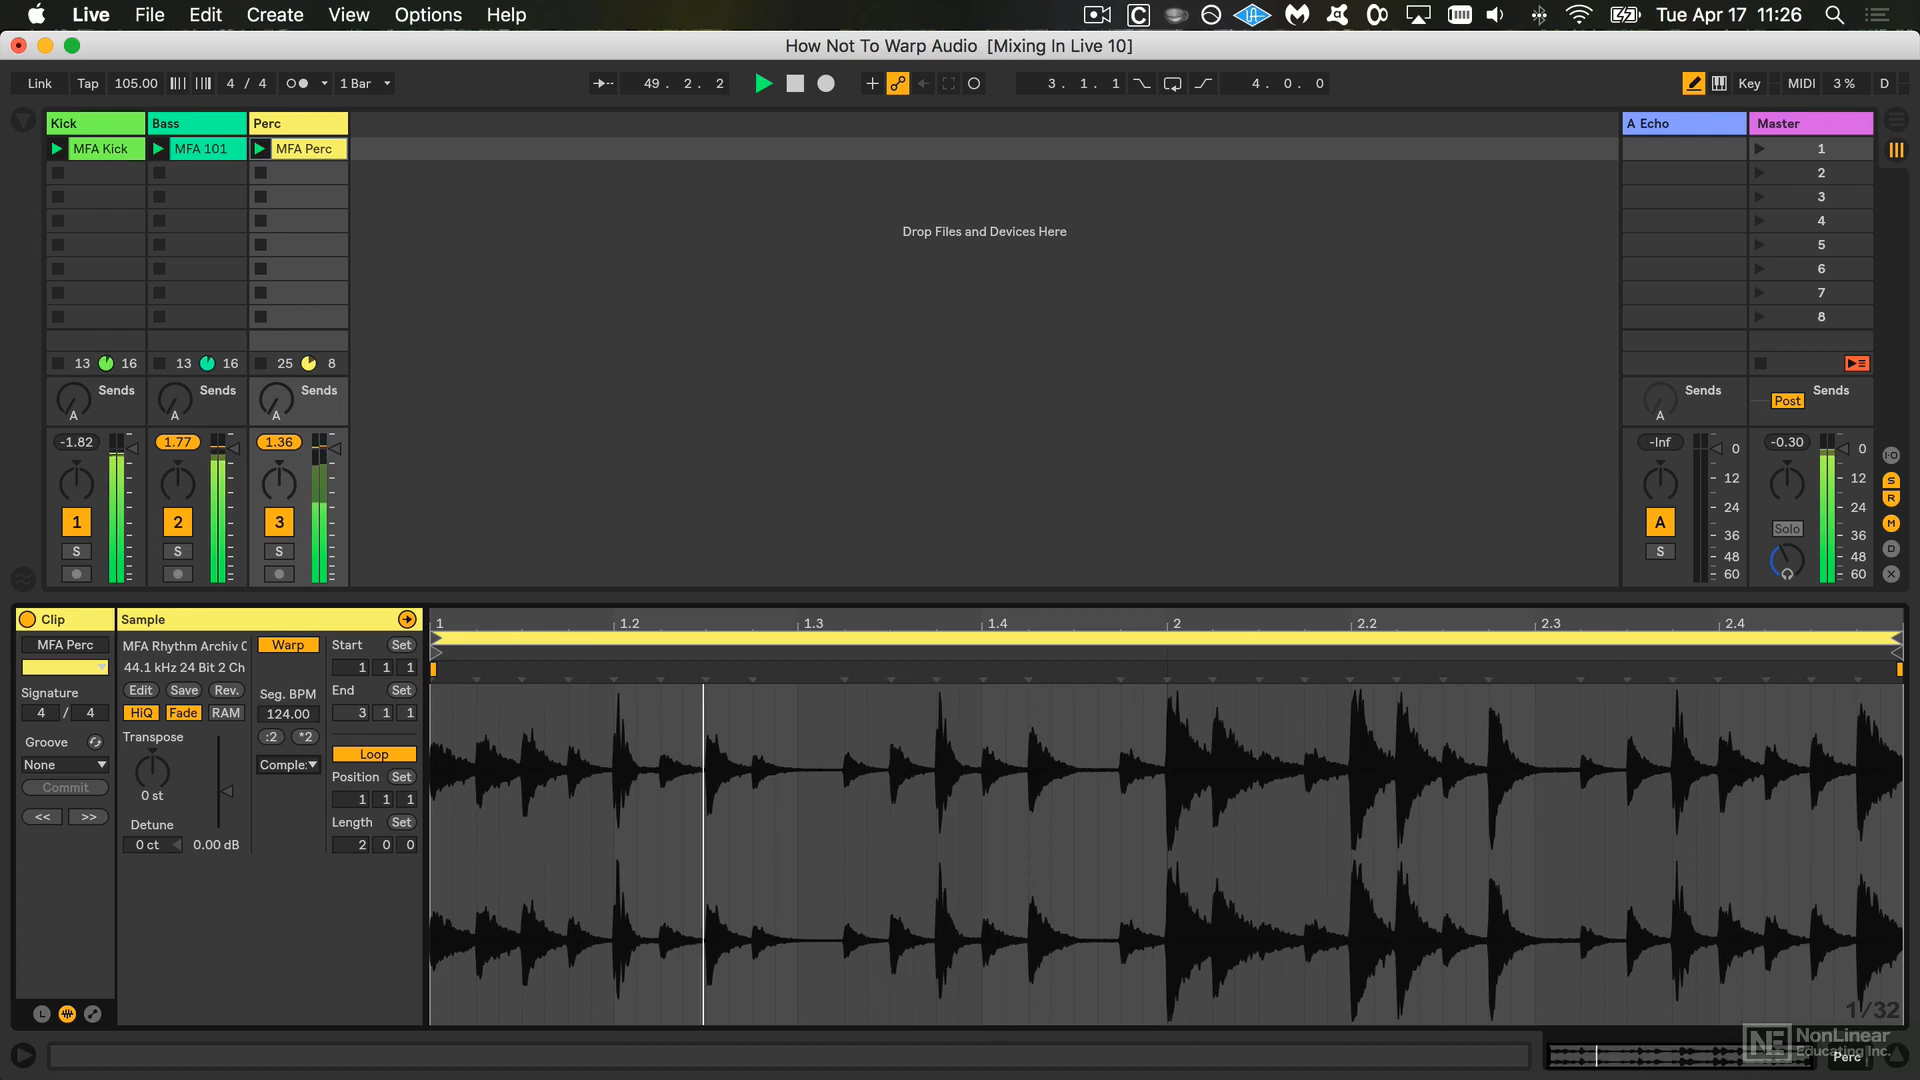 Live File Edit Create View Options Help Tue Apr 17 11:26
How Not To Warp Audio [Mixing In Live 10]
Link Tap 105.00 4 / 4 1 Bar 49. 2. 2 3. 1. 1 4. 0. 0 Key MIDI 3 % D
Kick Bass Perc A Echo Master
MFA Kick MFA 101 MFA Perc 1
2
3
4
5
6
7
8
Drop Files and Devices Here
13 16 13 16 25 8
Sends Sends Sends Sends Sends
A A A A Post
-1.82 1.77 1.36 -Inf 0 -0.30 0
12 12
24 24
1 2 3 A Solo 36 36
S S S S 48 48
60 60
S
R
M
D
Clip Sample
MFA Perc
Signature
4 / 4
Groove
None
Commit
<< >>
MFA Rhythm Archiv
44.1 kHz 24 Bit 2 Ch
Edit Save Rev.
HiQ Fade RAM
Transpose
0 st
Detune
0 ct 0.00 dB
Warp
Seg. BPM
124.00
:2 *2
Comple
Start Set
1 1 1
End Set
3 1 1
Loop
Position Set
1 1 1
Length Set
2 0 0
1 1.2 1.3 1.4 2 2.2 2.3 2.4
1/32
L
NE NonLinear
Educating Inc.
Perc